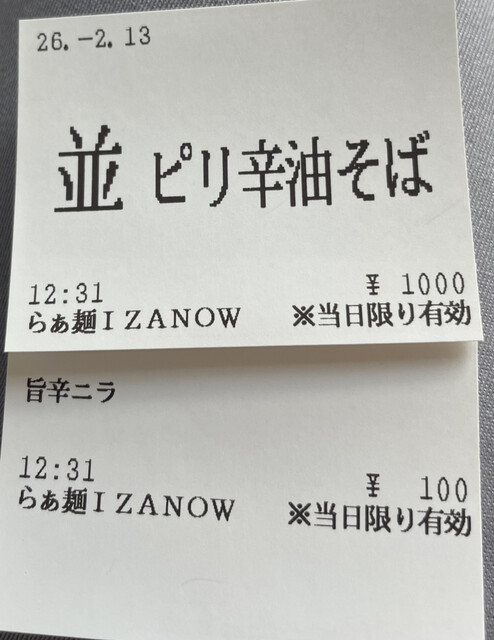 26.-2.13
並 ピリ辛油そば
12:31 ¥ 1000
らぁ麺ＩＺＡＮＯＷ ※当日限り有効
旨辛ニラ
12:31 ¥ 100
らぁ麺ＩＺＡＮＯＷ ※当日限り有効